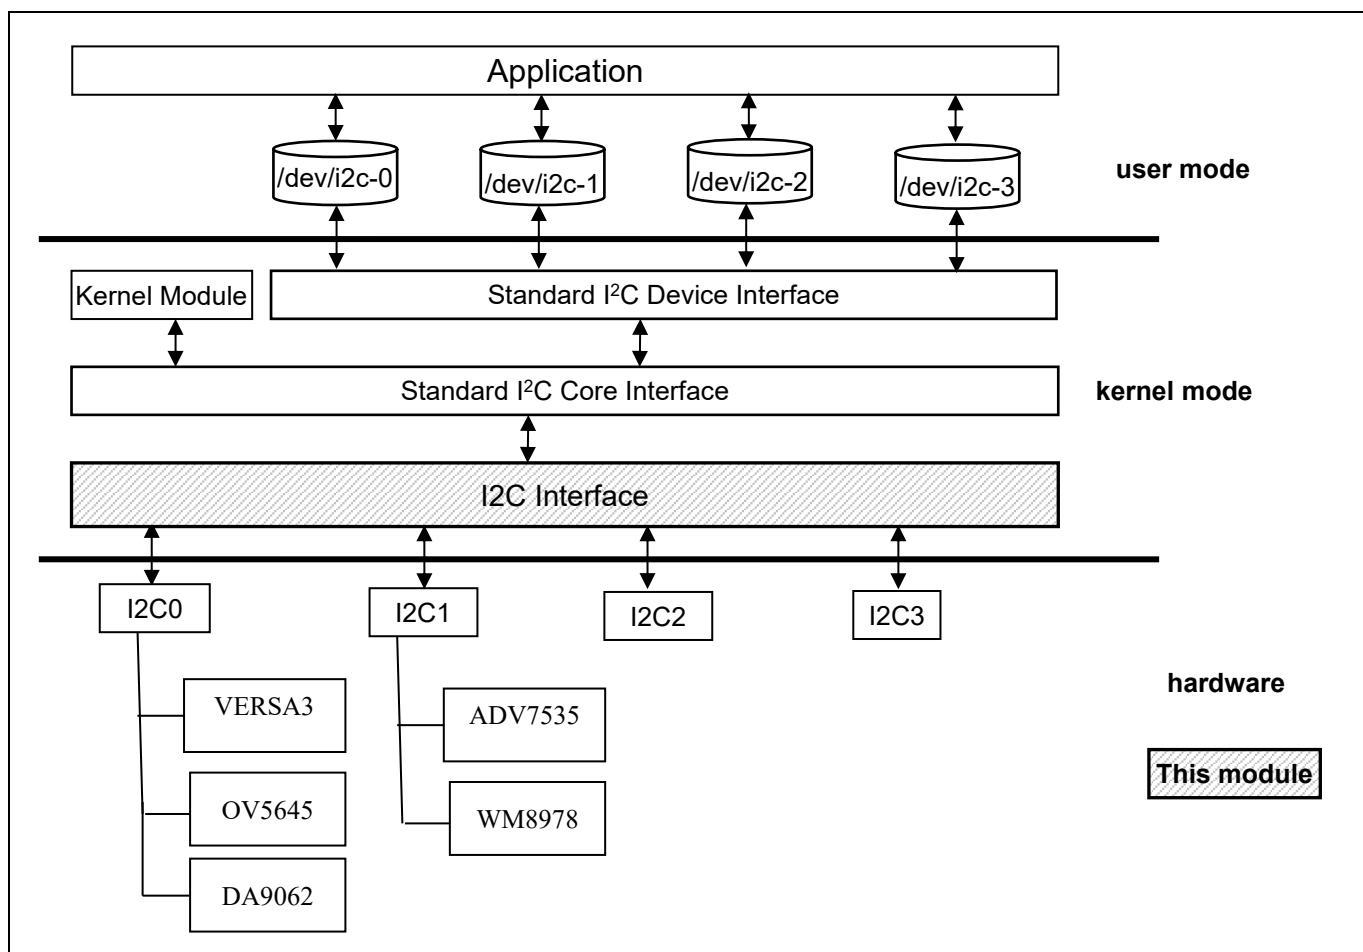 Application
/dev/i2c-0
/dev/i2c-1
/dev/i2c-2
/dev/i2c-3
user mode
Kernel Module
Standard I²C Device Interface
Standard I²C Core Interface
kernel mode
I2C Interface
I2C0
I2C1
I2C2
I2C3
VERSA3
ADV7535
hardware
OV5645
WM8978
This module
DA9062